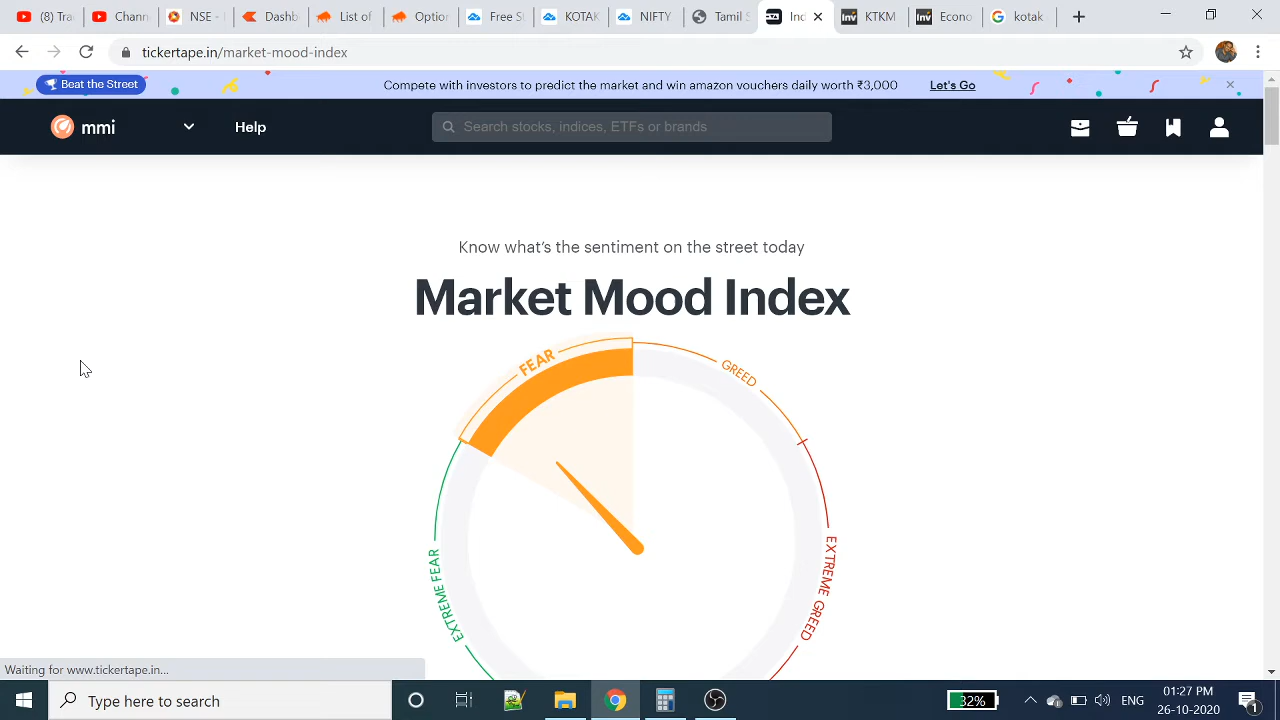 (8) Tra
Chann
NSE -
Dashb
List of
Option
Free S
KOTAK
NIFTY
Tamil S
Ind
KTKM
Econo
kotak
tickertape.in/market-mood-index
Beat the Street
Compete with investors to predict the market and win amazon vouchers daily worth ₹3,000
Let's Go
mmi
Help
Search stocks, indices, ETFs or brands
Know what's the sentiment on the street today
Market Mood Index
FEAR
GREED
EXTREME FEAR
EXTREME GREED
Waiting for www.tickertape.in...
Type here to search
32%
ENG
01:27 PM
26-10-2020
1